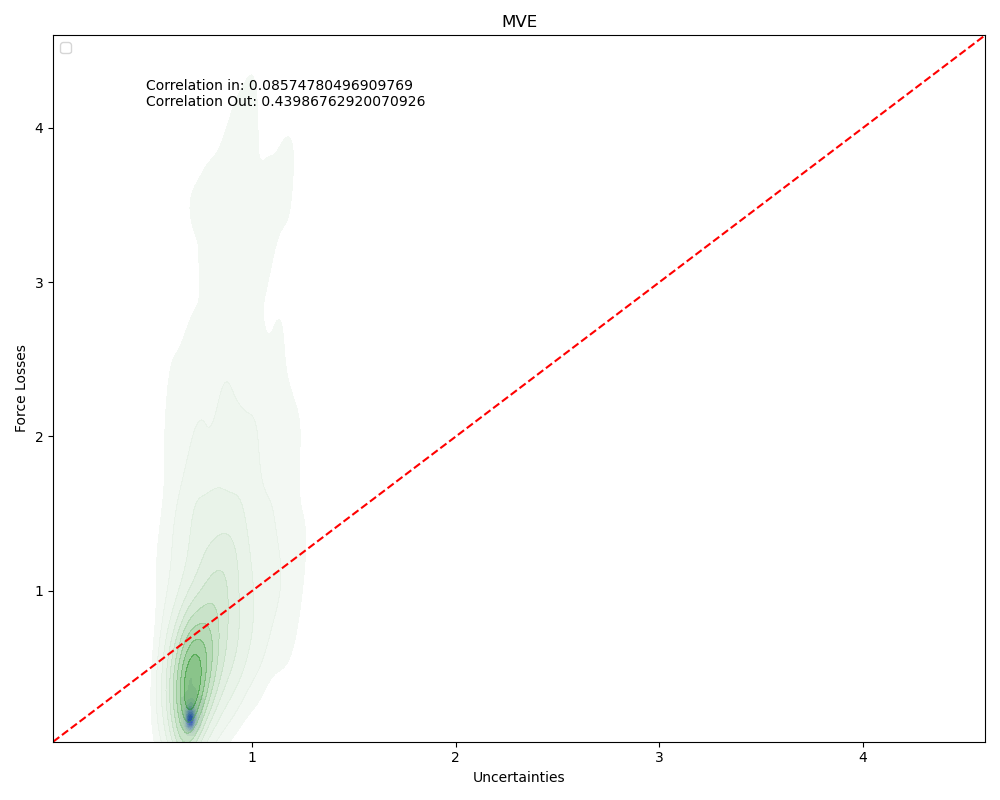 MVE
Correlation in: 0.08574780496909769
Correlation Out: 0.43986762920070926
4
3
2
1
Force Losses
1 2 3 4
Uncertainties